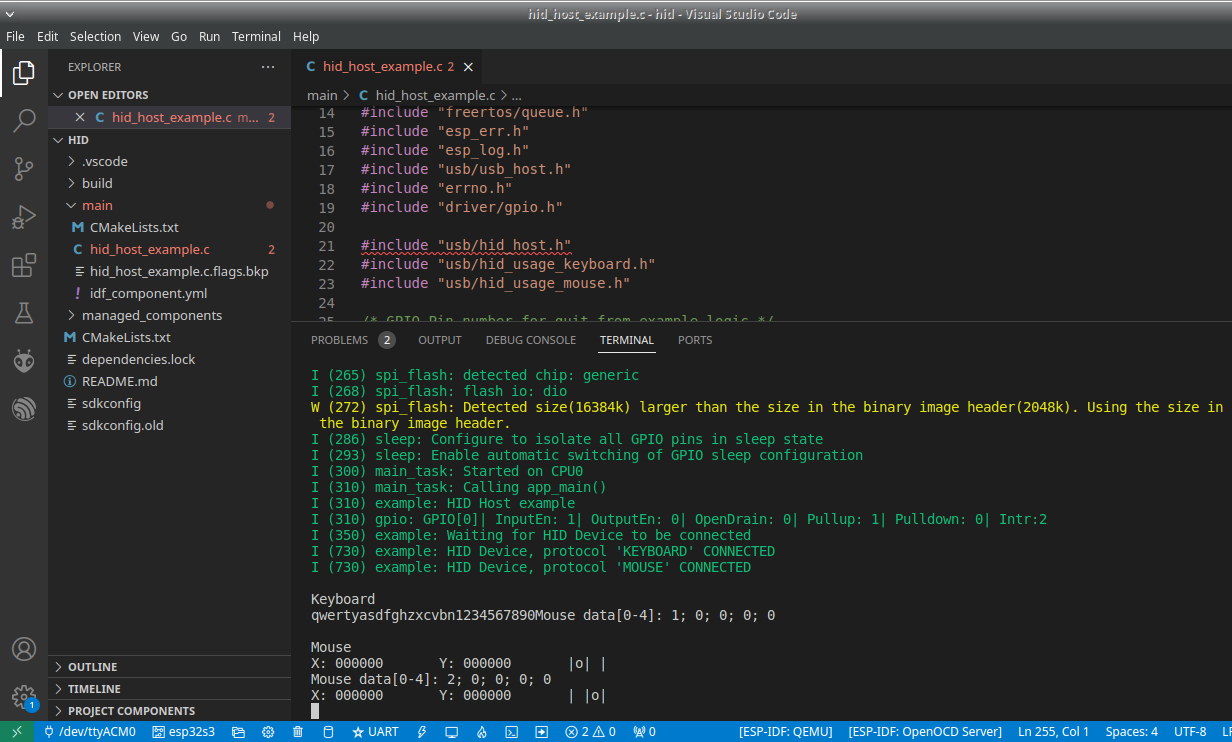 hid_host_example.c - hid - Visual Studio Code
File Edit Selection View Go Run Terminal Help
EXPLORER ···
OPEN EDITORS
C hid_host_example.c m... 2
HID
.vscode
build
main
M CMakeLists.txt
C hid_host_example.c 2
hid_host_example.c.flags.bkp
! idf_component.yml
managed_components
M CMakeLists.txt
dependencies.lock
README.md
sdkconfig
sdkconfig.old
OUTLINE
TIMELINE
PROJECT COMPONENTS
C hid_host_example.c 2
main > C hid_host_example.c > ...
14 #include "freertos/queue.h"
15 #include "esp_err.h"
16 #include "esp_log.h"
17 #include "usb/usb_host.h"
18 #include "errno.h"
19 #include "driver/gpio.h"
20
21 #include "usb/hid_host.h"
22 #include "usb/hid_usage_keyboard.h"
23 #include "usb/hid_usage_mouse.h"
24
25 /* GPIO Pin number for quit from example logic */
PROBLEMS 2 OUTPUT DEBUG CONSOLE TERMINAL PORTS
I (265) spi_flash: detected chip: generic
I (268) spi_flash: flash io: dio
W (272) spi_flash: Detected size(16384k) larger than the size in the binary image header(2048k). Using the size in
the binary image header.
I (286) sleep: Configure to isolate all GPIO pins in sleep state
I (293) sleep: Enable automatic switching of GPIO sleep configuration
I (300) main_task: Started on CPU0
I (310) main_task: Calling app_main()
I (310) example: HID Host example
I (310) gpio: GPIO[0]| InputEn: 1| OutputEn: 0| OpenDrain: 0| Pullup: 1| Pulldown: 0| Intr:2
I (350) example: Waiting for HID Device to be connected
I (730) example: HID Device, protocol 'KEYBOARD' CONNECTED
I (730) example: HID Device, protocol 'MOUSE' CONNECTED
Keyboard
qwertyasdfghzxcvbn1234567890Mouse data[0-4]: 1; 0; 0; 0; 0
Mouse
X: 000000 Y: 000000 |o| |
Mouse data[0-4]: 2; 0; 0; 0; 0
X: 000000 Y: 000000 | |o|
1
/dev/ttyACM0 esp32s3 UART 2 0 0 [ESP-IDF: QEMU] [ESP-IDF: OpenOCD Server] Ln 255, Col 1 Spaces: 4 UTF-8 L